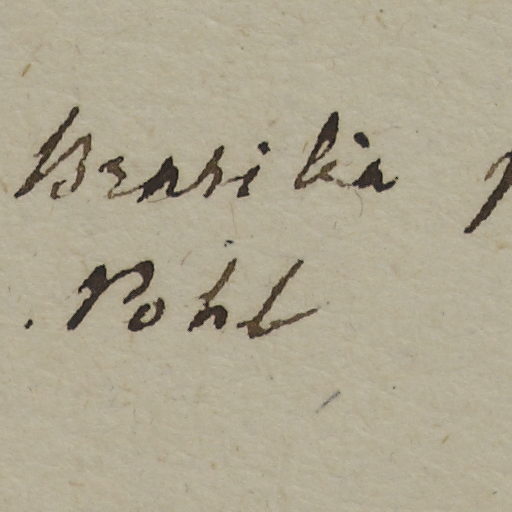 Brasilia p
. Pohl